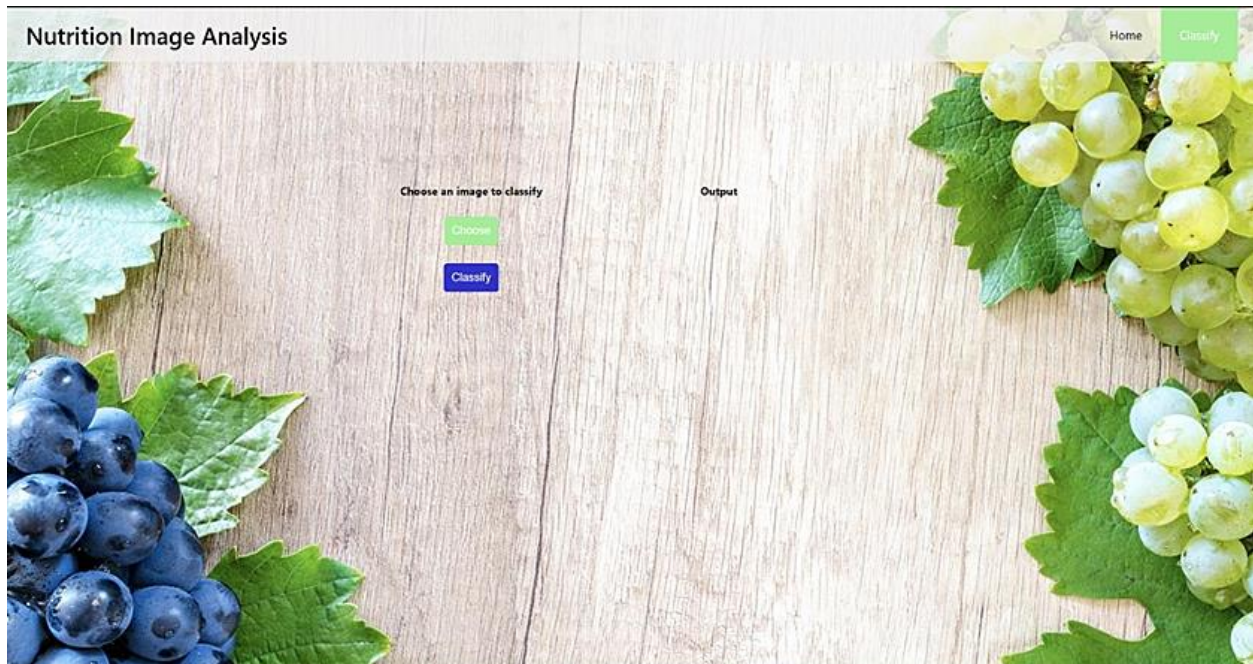 Nutrition Image Analysis
Home
Classify
Choose an image to classify
Output
Choose
Classify